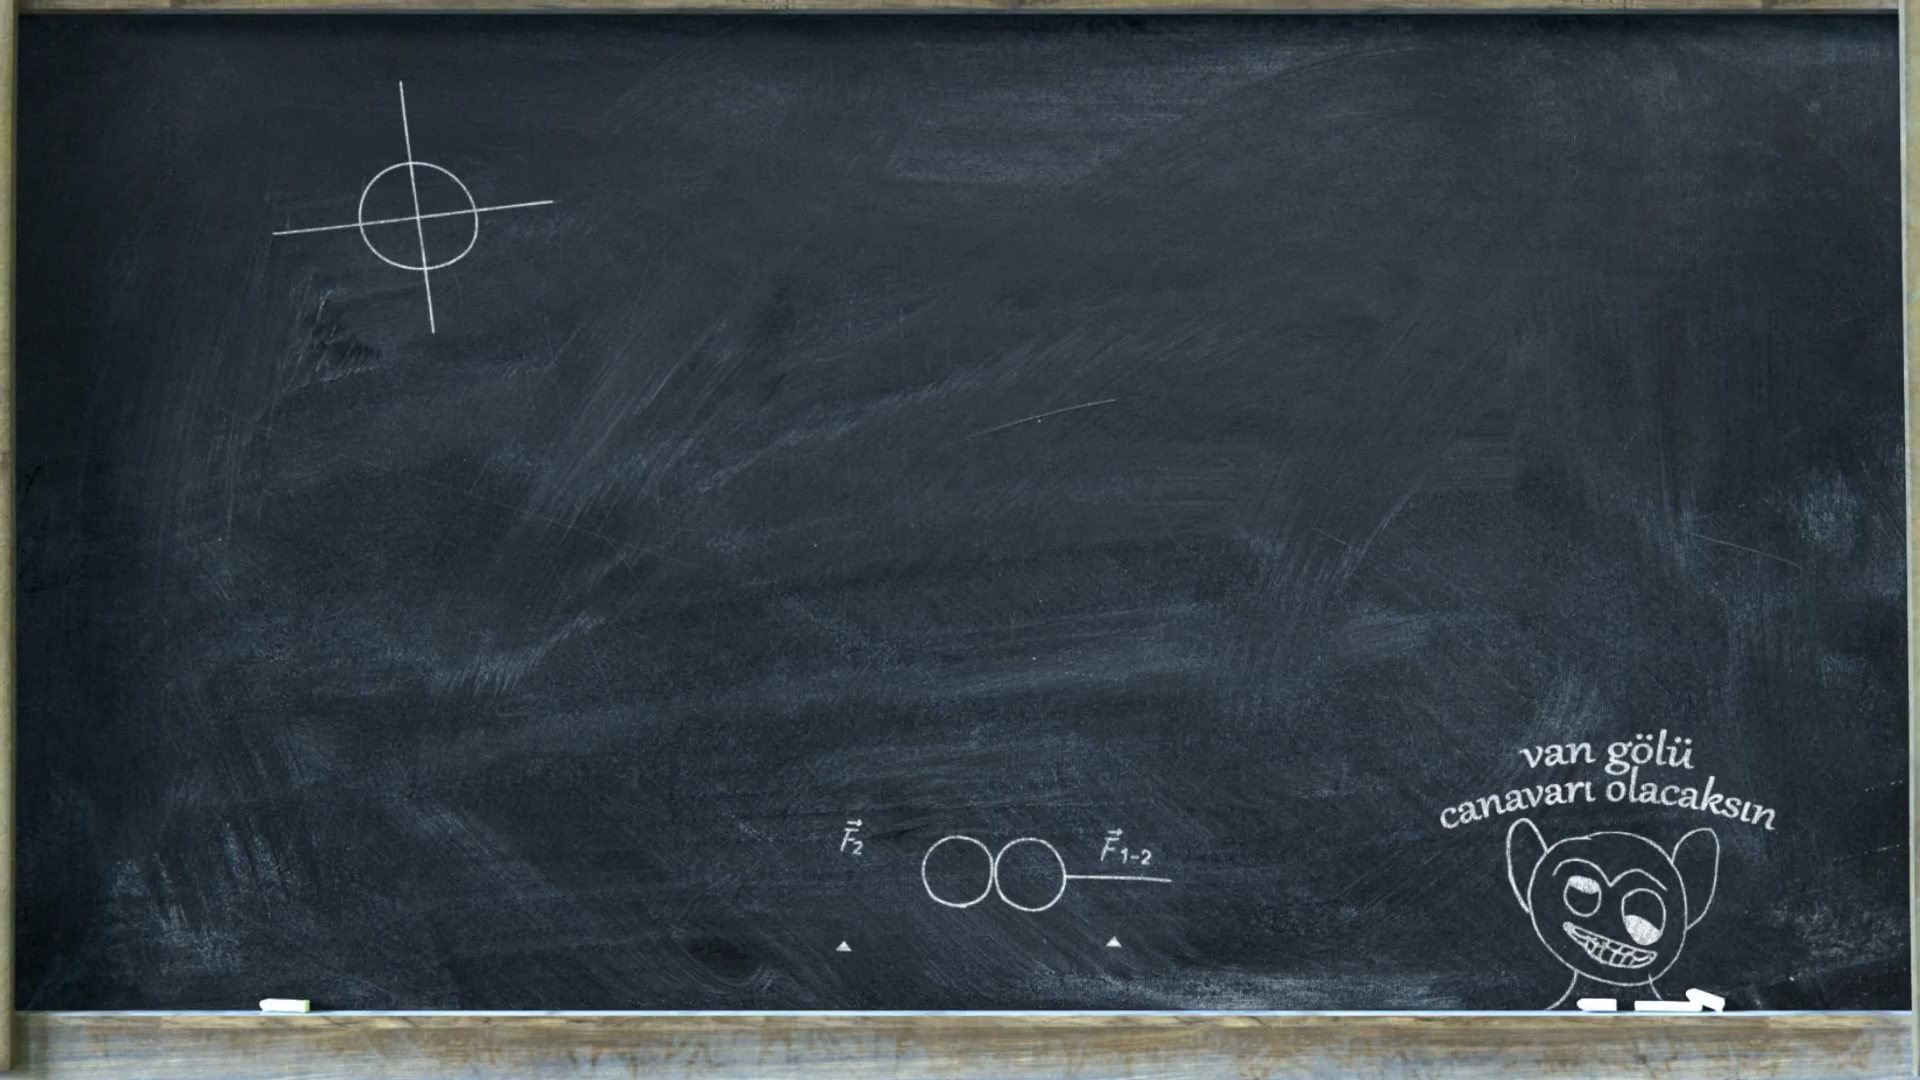 van gölü
canavarı olacaksın
F⃗₂
F⃗₁₋₂